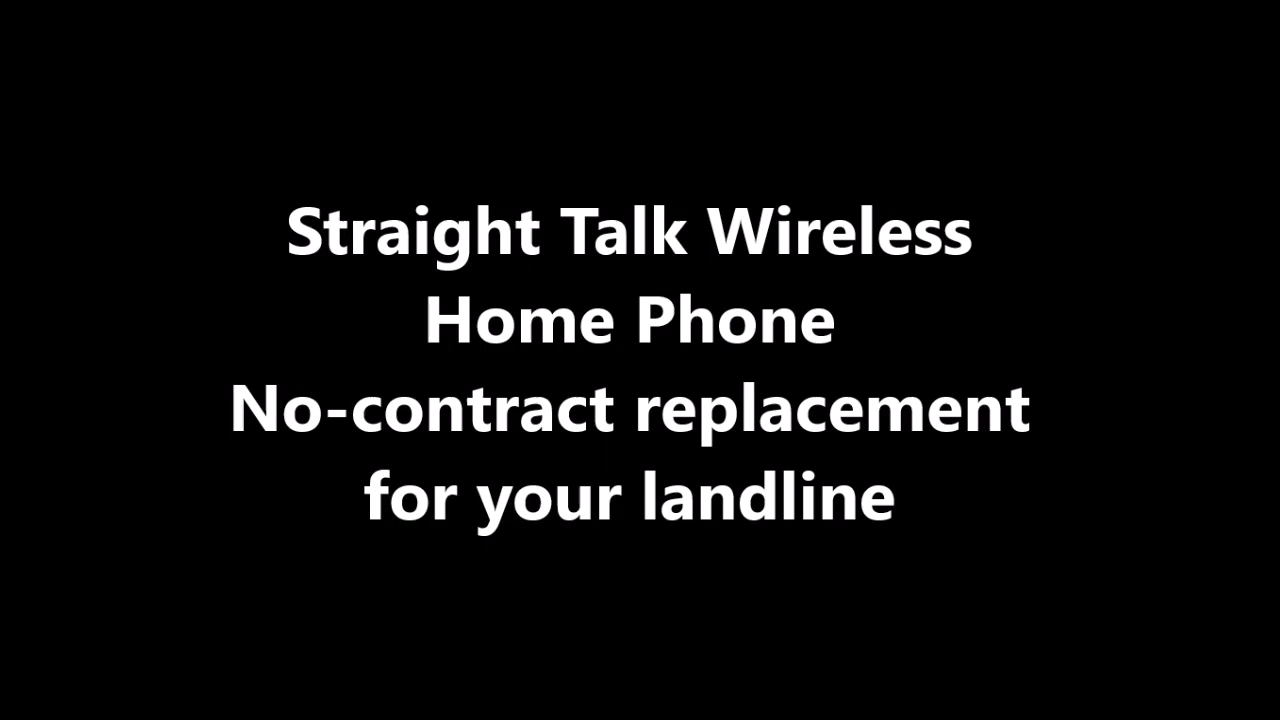 Straight Talk Wireless
Home Phone
No-contract replacement
for your landline